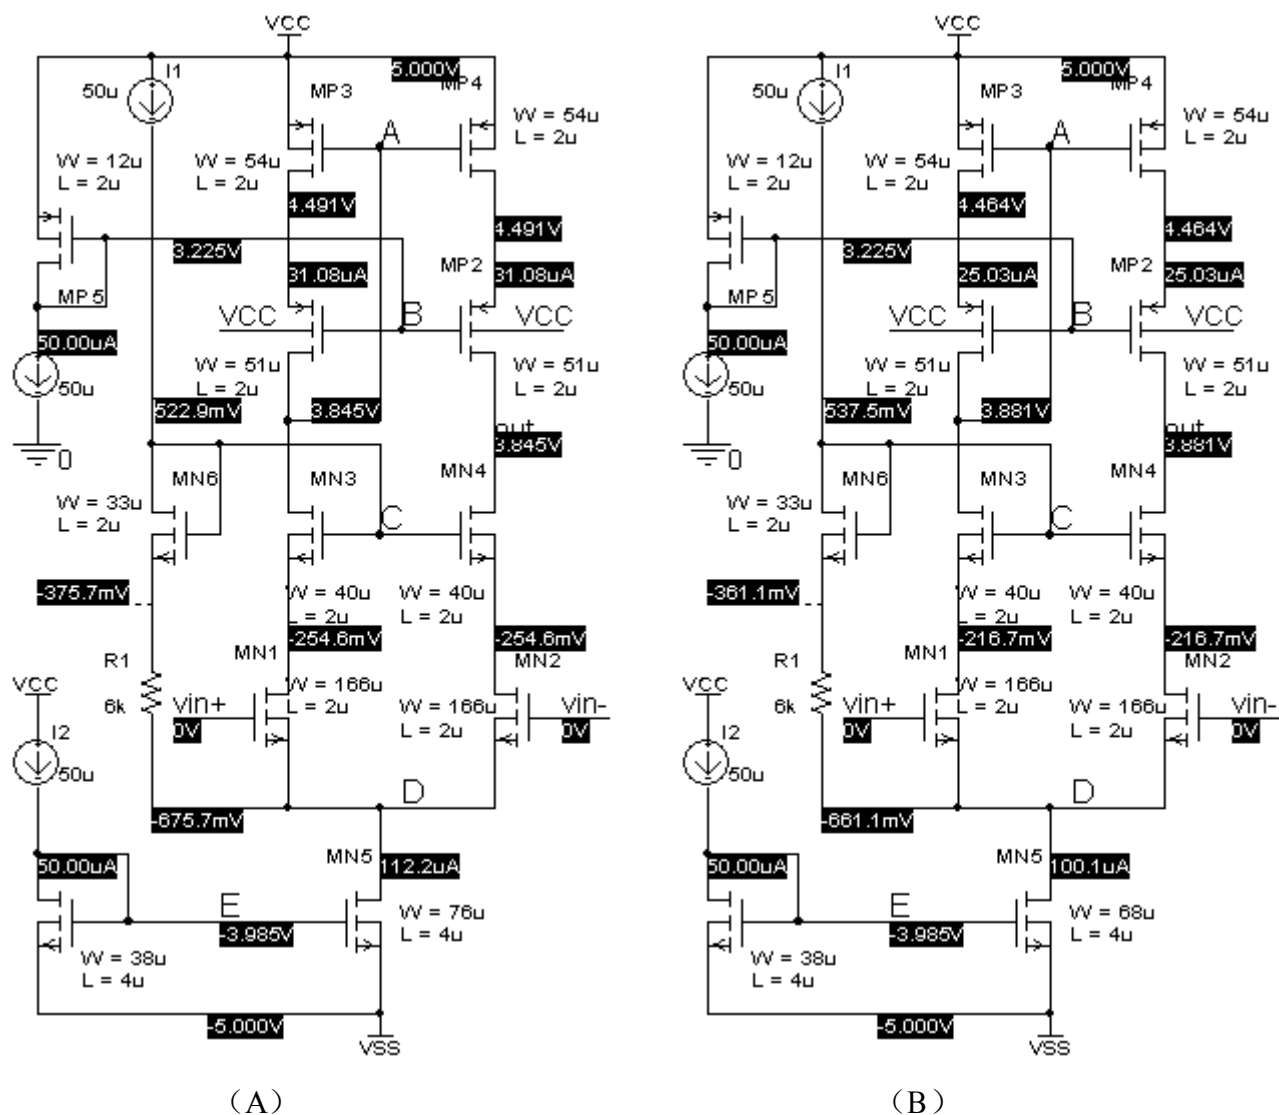 VCC
I1
50u
5.000V
MP3
MP4
A
W = 54u
L = 2u
W = 12u
L = 2u
W = 54u
L = 2u
4.491V
4.491V
3.225V
MP2
31.08uA
31.08uA
MP5
VCC
B
VCC
50.00uA
50u
W = 51u
L = 2u
W = 51u
L = 2u
522.9mV
3.845V
out
3.845V
0
MN6
MN3
MN4
W = 33u
L = 2u
C
-375.7mV
W = 40u
L = 2u
W = 40u
L = 2u
-254.6mV
-254.6mV
R1
6k
MN1
MN2
VCC
vin+
0V
W = 166u
L = 2u
W = 166u
L = 2u
vin-
0V
I2
50u
D
-675.7mV
MN5
50.00uA
112.2uA
E
-3.985V
W = 76u
L = 4u
W = 38u
L = 4u
-5.000V
VSS
(A)
VCC
I1
50u
5.000V
MP3
MP4
A
W = 54u
L = 2u
W = 12u
L = 2u
W = 54u
L = 2u
4.464V
4.464V
3.225V
MP2
25.03uA
25.03uA
MP5
VCC
B
VCC
50.00uA
50u
W = 51u
L = 2u
W = 51u
L = 2u
537.5mV
3.881V
out
3.881V
0
MN6
MN3
MN4
W = 33u
L = 2u
C
-361.1mV
W = 40u
L = 2u
W = 40u
L = 2u
-216.7mV
-216.7mV
R1
6k
MN1
MN2
VCC
vin+
0V
W = 166u
L = 2u
W = 166u
L = 2u
vin-
0V
I2
50u
D
-661.1mV
MN5
50.00uA
100.1uA
E
-3.985V
W = 68u
L = 4u
W = 38u
L = 4u
-5.000V
VSS
(B)